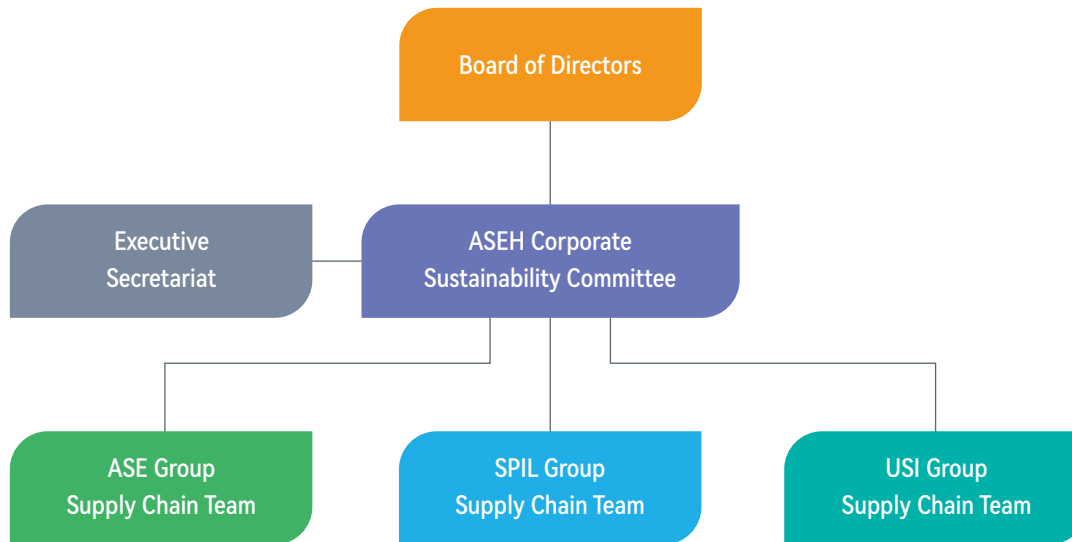 Board of Directors
Executive
Secretariat
ASEH Corporate
Sustainability Committee
ASE Group
Supply Chain Team
SPIL Group
Supply Chain Team
USI Group
Supply Chain Team